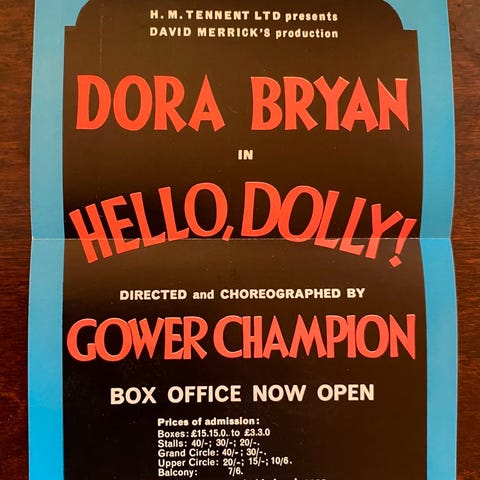 H. M. TENNENT LTD presents
DAVID MERRICK'S production
DORA BRYAN
IN
HELLO, DOLLY!
DIRECTED and CHOREOGRAPHED BY
GOWER CHAMPION
BOX OFFICE NOW OPEN
Prices of admission:
Boxes: £15.15.0. to £3.3.0
Stalls: 40/-; 30/-; 20/-.
Grand Circle: 40/-; 30/-.
Upper Circle: 20/-; 15/-; 10/6.
Balcony: 7/6.